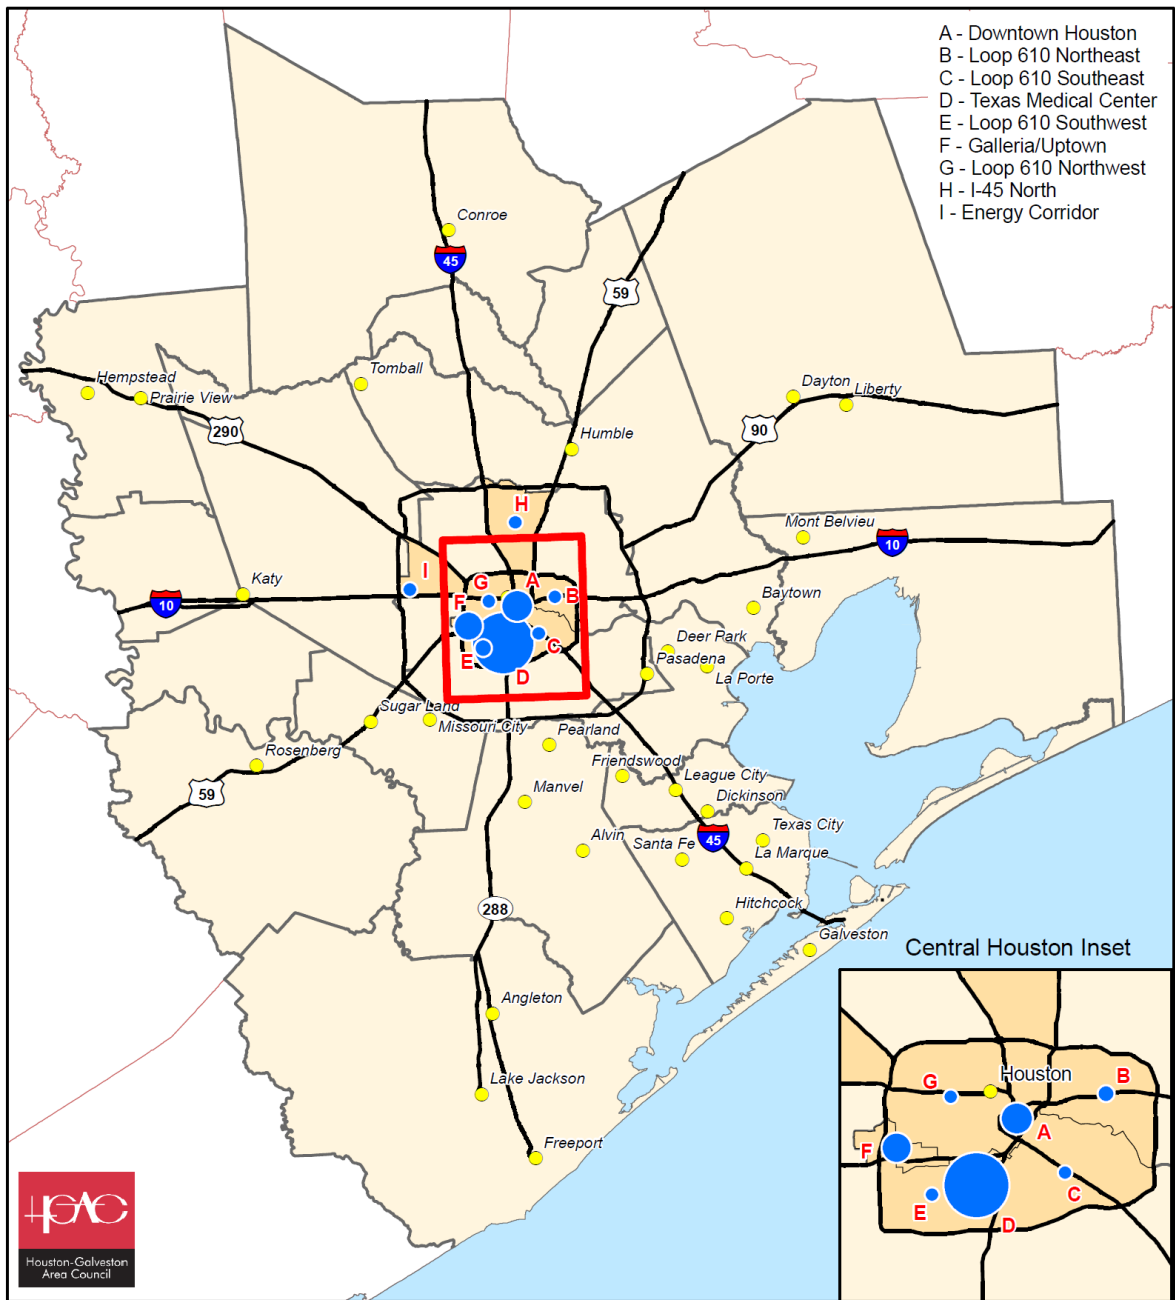 A - Downtown Houston
B - Loop 610 Northeast
C - Loop 610 Southeast
D - Texas Medical Center
E - Loop 610 Southwest
F - Galleria/Uptown
G - Loop 610 Northwest
H - I-45 North
I - Energy Corridor
Conroe
45
59
Tomball
Hempstead
Prairie View
Dayton
Liberty
290
90
Humble
H
Mont Belvieu
10
I
G
A
Katy
10
F
B
Baytown
E
C
D
Deer Park
Pasadena
La Porte
Sugar Land
Missouri City
Pearland
Rosenberg
Friendswood
59
Manvel
League City
Dickinson
Alvin
Santa Fe
45
Texas City
La Marque
288
Hitchcock
Galveston
Angleton
Lake Jackson
Freeport
Central Houston Inset
G
Houston
B
A
F
C
E
D
HGAC
Houston-Galveston
Area Council